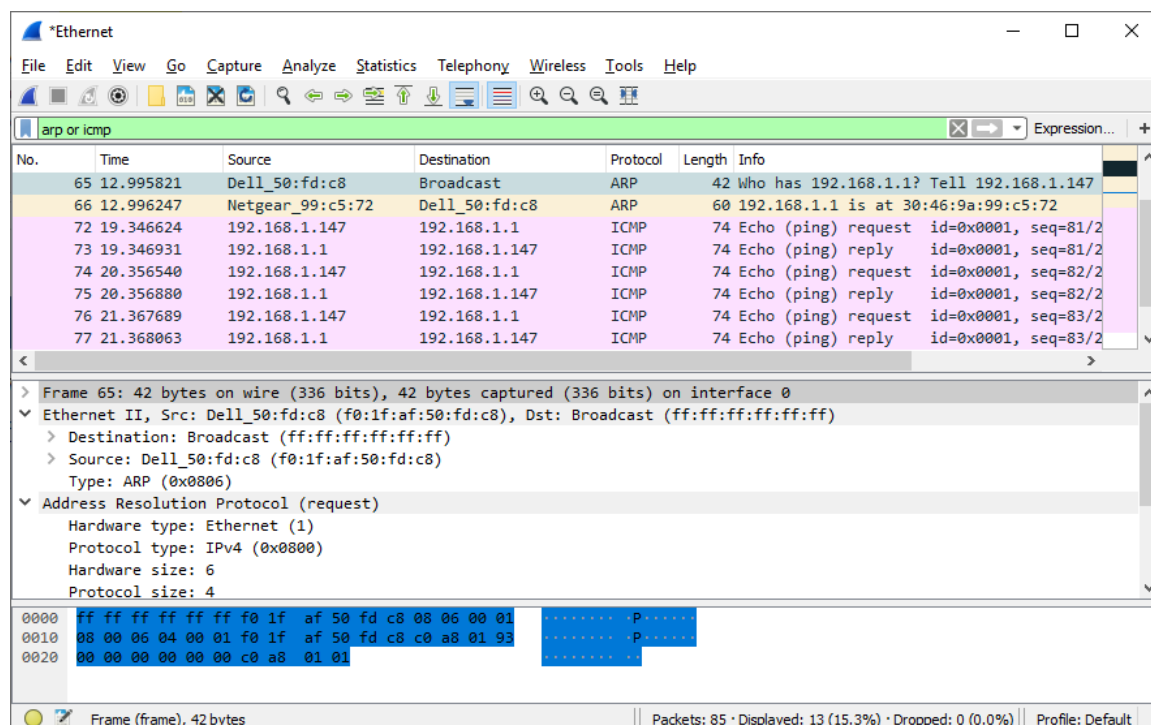 *Ethernet
File Edit View Go Capture Analyze Statistics Telephony Wireless Tools Help
arp or icmp Expression... +
No. Time Source Destination Protocol Length Info
65 12.995821 Dell_50:fd:c8 Broadcast ARP 42 Who has 192.168.1.1? Tell 192.168.1.147
66 12.996247 Netgear_99:c5:72 Dell_50:fd:c8 ARP 60 192.168.1.1 is at 30:46:9a:99:c5:72
72 19.346624 192.168.1.147 192.168.1.1 ICMP 74 Echo (ping) request id=0x0001, seq=81/2
73 19.346931 192.168.1.1 192.168.1.147 ICMP 74 Echo (ping) reply id=0x0001, seq=81/2
74 20.356540 192.168.1.147 192.168.1.1 ICMP 74 Echo (ping) request id=0x0001, seq=82/2
75 20.356880 192.168.1.1 192.168.1.147 ICMP 74 Echo (ping) reply id=0x0001, seq=82/2
76 21.367689 192.168.1.147 192.168.1.1 ICMP 74 Echo (ping) request id=0x0001, seq=83/2
77 21.368063 192.168.1.1 192.168.1.147 ICMP 74 Echo (ping) reply id=0x0001, seq=83/2
Frame 65: 42 bytes on wire (336 bits), 42 bytes captured (336 bits) on interface 0
Ethernet II, Src: Dell_50:fd:c8 (f0:1f:af:50:fd:c8), Dst: Broadcast (ff:ff:ff:ff:ff:ff)
Destination: Broadcast (ff:ff:ff:ff:ff:ff)
Source: Dell_50:fd:c8 (f0:1f:af:50:fd:c8)
Type: ARP (0x0806)
Address Resolution Protocol (request)
Hardware type: Ethernet (1)
Protocol type: IPv4 (0x0800)
Hardware size: 6
Protocol size: 4
0000 ff ff ff ff ff ff f0 1f af 50 fd c8 08 06 00 01 ········ ·P······
0010 08 00 06 04 00 01 f0 1f af 50 fd c8 c0 a8 01 93 ········ ·P······
0020 00 00 00 00 00 00 c0 a8 01 01 ········ ··
Frame (frame), 42 bytes Packets: 85 · Displayed: 13 (15.3%) · Dropped: 0 (0.0%) Profile: Default